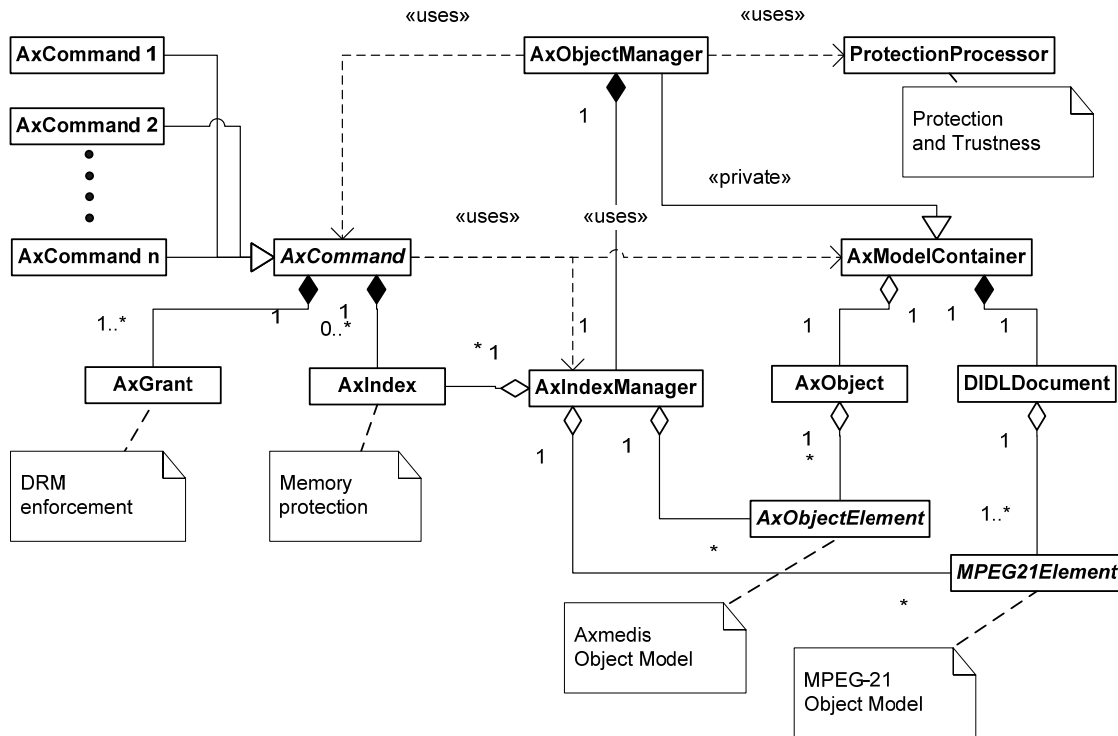 «uses»
«uses»
AxCommand 1
AxObjectManager
ProtectionProcessor
1
Protection
and Trustness
AxCommand 2
«private»
«uses»
«uses»
AxCommand n
AxCommand
AxModelContainer
1..*
1
1
0..*
1
1
1
1
1
* 1
AxGrant
AxIndex
AxIndexManager
AxObject
DIDLDocument
1
1
1
*
1
DRM
enforcement
Memory
protection
AxObjectElement
1..*
*
MPEG21Element
*
Axmedis
Object Model
MPEG-21
Object Model